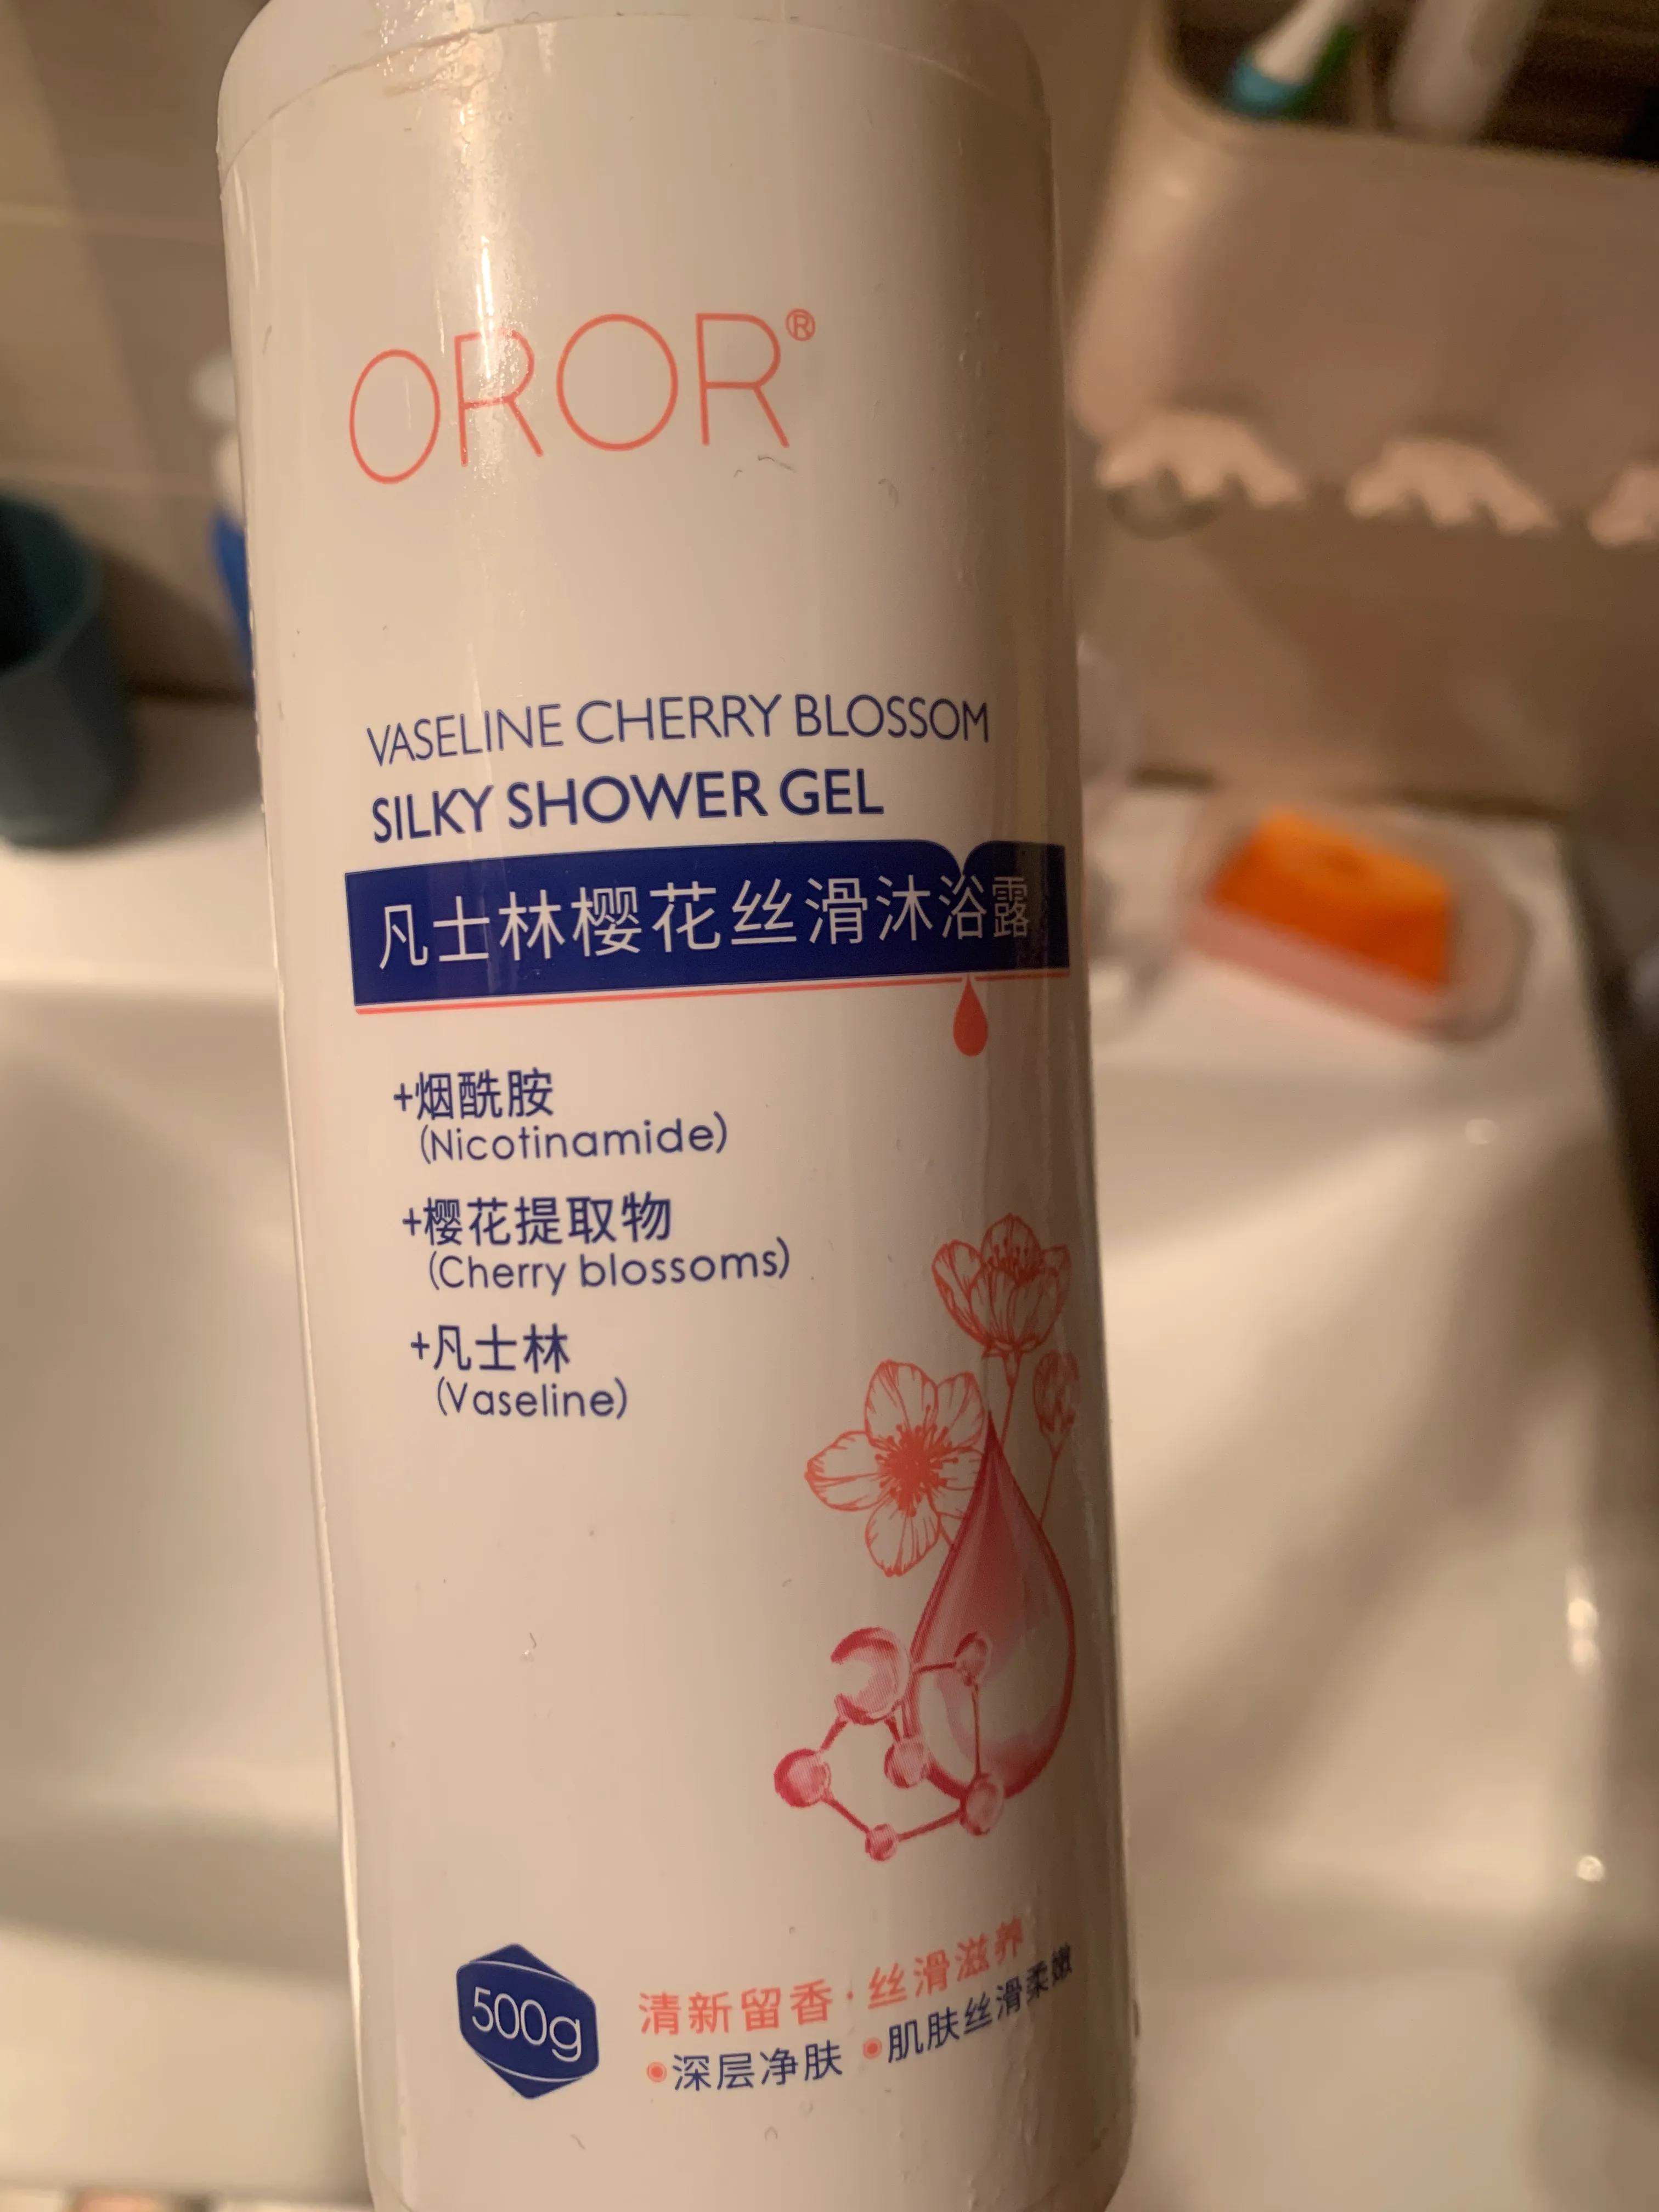 OROR®
VASELINE CHERRY BLOSSOM
SILKY SHOWER GEL
凡士林樱花丝滑沐浴露
+烟酰胺
(Nicotinamide)
+樱花提取物
(Cherry blossoms)
+凡士林
(Vaseline)
500g
清新留香·丝滑滋养
•深层净肤 •肌肤丝滑柔嫩